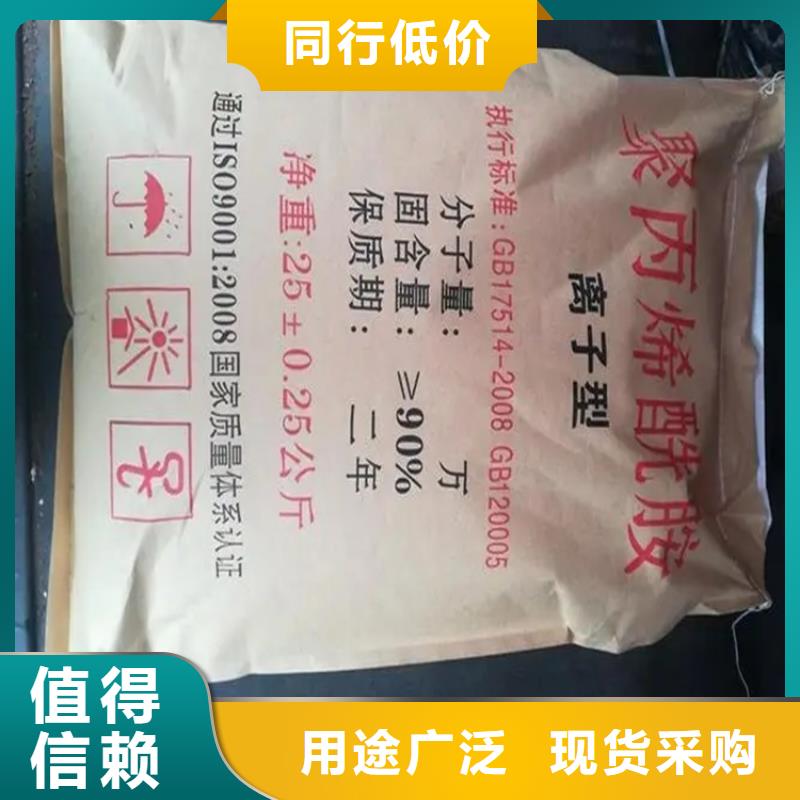 同行低价
聚丙烯酰胺
离子型
执行标准：GB17514-2008 GB120005
分子量： 万
固含量：≥90%
保质期： 二年
净重:25±0.25公斤
通过ISO9001:2008国家质量体系认证
值得
信赖
用途广泛 现货采购